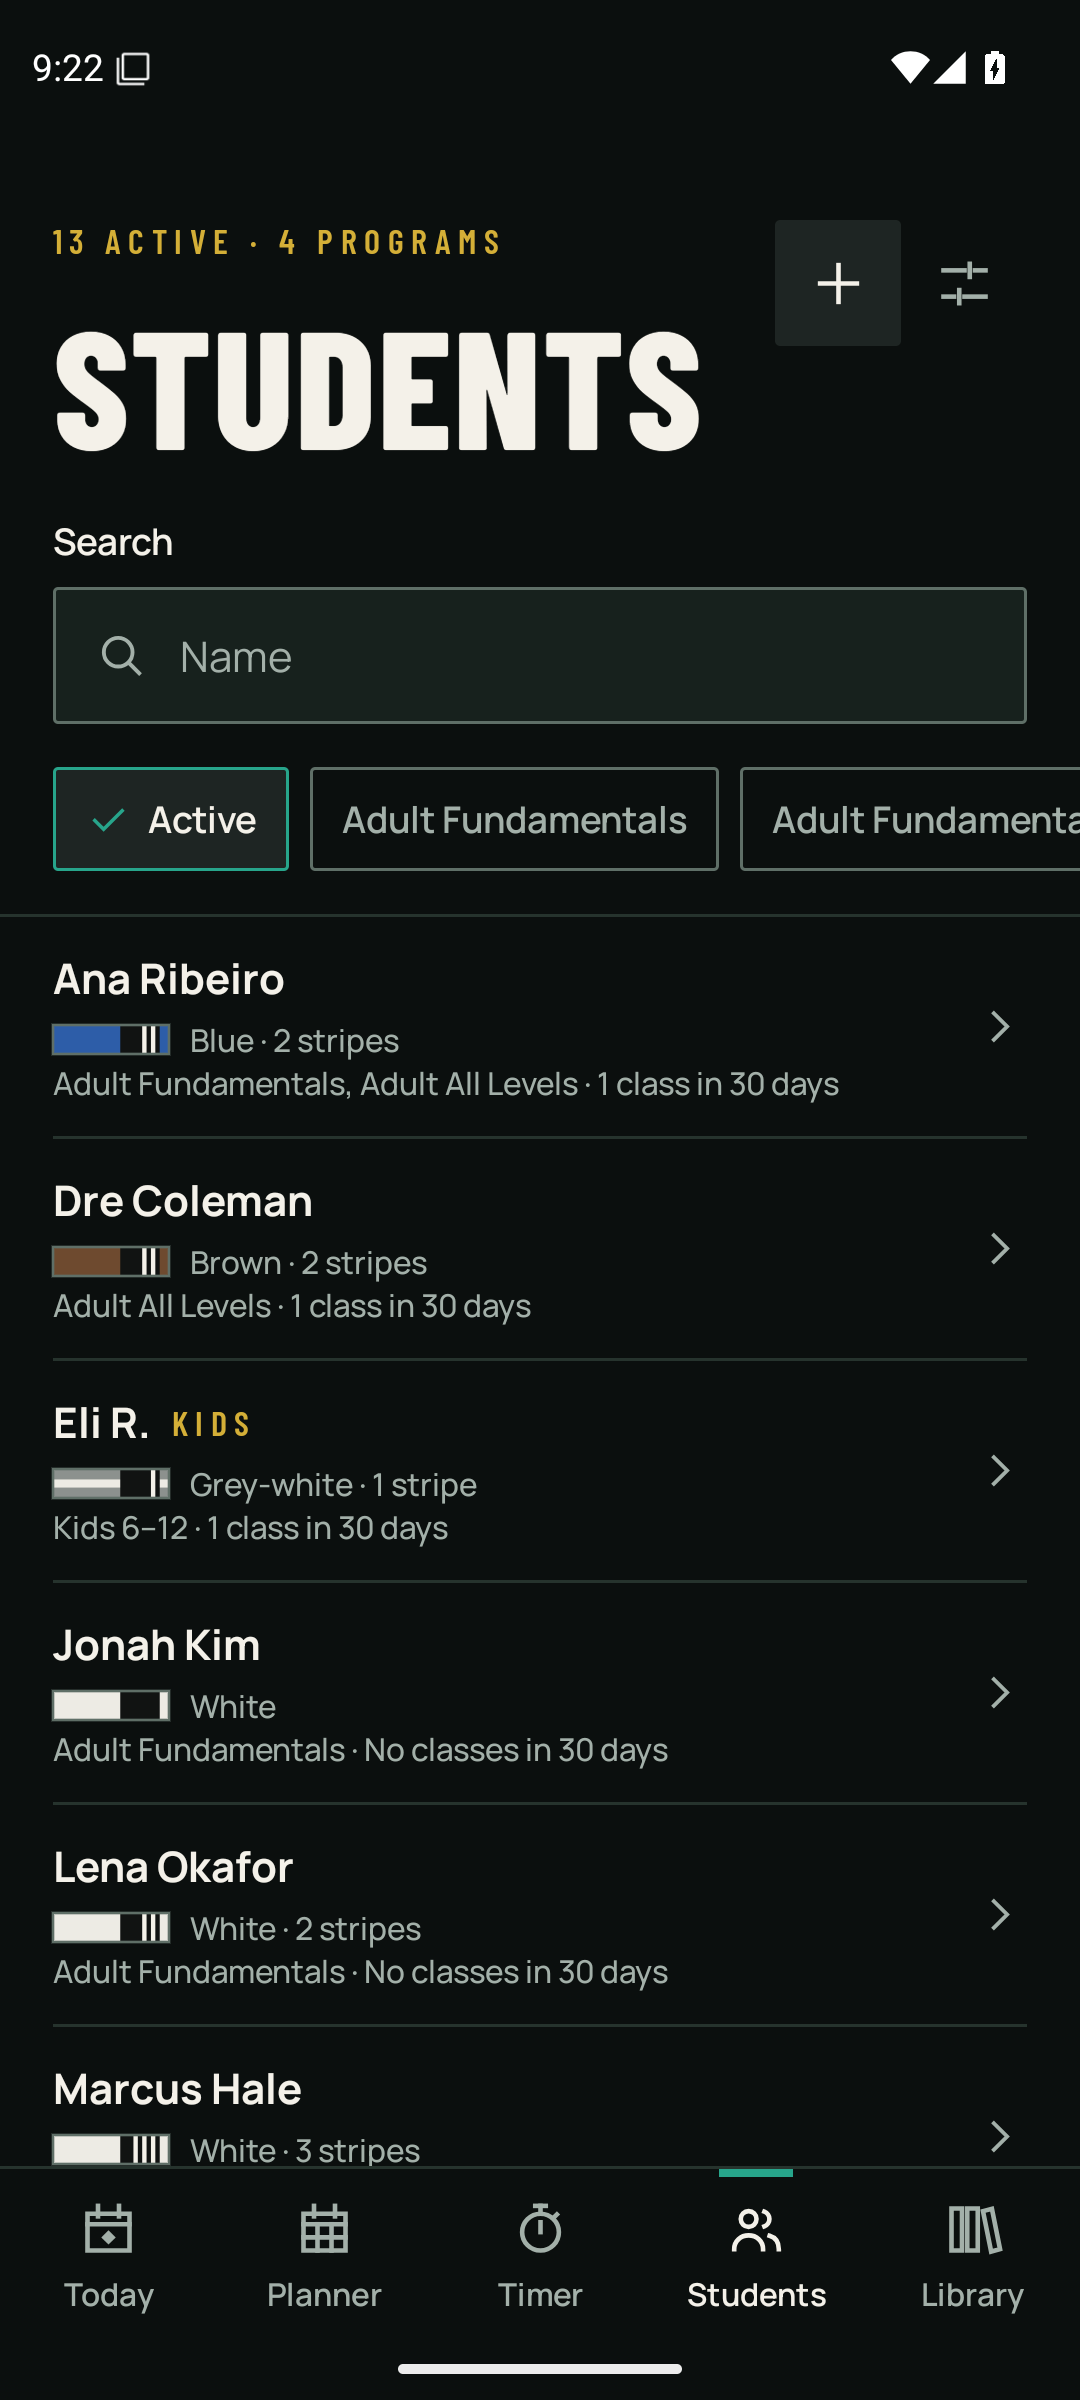 9:22
13 ACTIVE · 4 PROGRAMS
STUDENTS
Search
Name
Active
Adult Fundamentals
Adult Fundamenta
Ana Ribeiro
Blue · 2 stripes
Adult Fundamentals, Adult All Levels · 1 class in 30 days
Dre Coleman
Brown · 2 stripes
Adult All Levels · 1 class in 30 days
Eli R. KIDS
Grey-white · 1 stripe
Kids 6–12 · 1 class in 30 days
Jonah Kim
White
Adult Fundamentals · No classes in 30 days
Lena Okafor
White · 2 stripes
Adult Fundamentals · No classes in 30 days
Marcus Hale
White · 3 stripes
Today
Planner
Timer
Students
Library